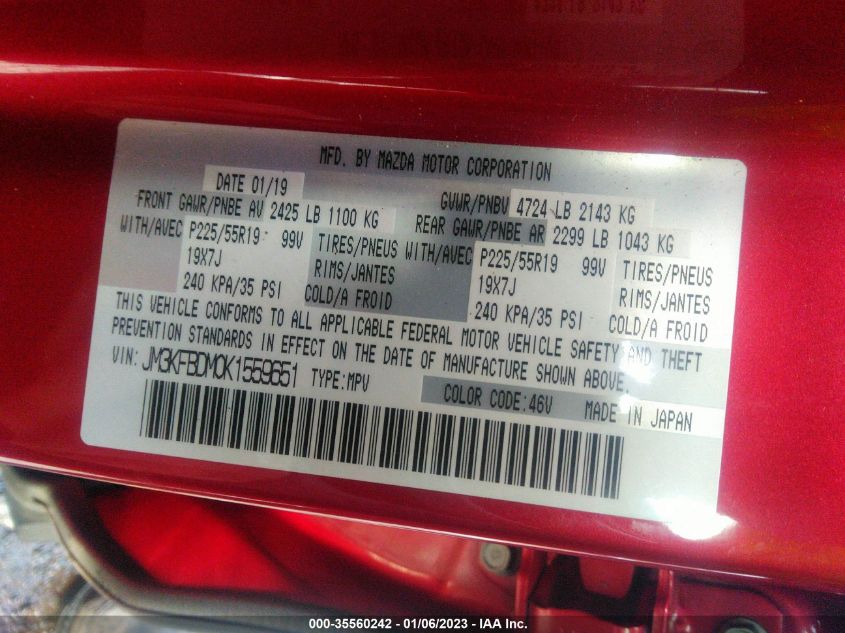 MFD. BY MAZDA MOTOR CORPORATION
DATE 01/19
GVWR/PNBV 4724 LB 2143 KG
FRONT GAWR/PNBE AV 2425 LB 1100 KG
REAR GAWR/PNBE AR 2299 LB 1043 KG
WITH/AVEC P225/55R19 99V TIRES/PNEUS
19X7J RIMS/JANTES
240 KPA/35 PSI COLD/A FROID
WITH/AVEC P225/55R19 99V TIRES/PNEUS
19X7J RIMS/JANTES
240 KPA/35 PSI COLD/A FROID
THIS VEHICLE CONFORMS TO ALL APPLICABLE FEDERAL MOTOR VEHICLE SAFETY AND THEFT
PREVENTION STANDARDS IN EFFECT ON THE DATE OF MANUFACTURE SHOWN ABOVE.
VIN: JM3KFBDM0K1559651 TYPE:MPV
COLOR CODE:46V MADE IN JAPAN
000-35560242 - 01/06/2023 - IAA Inc.